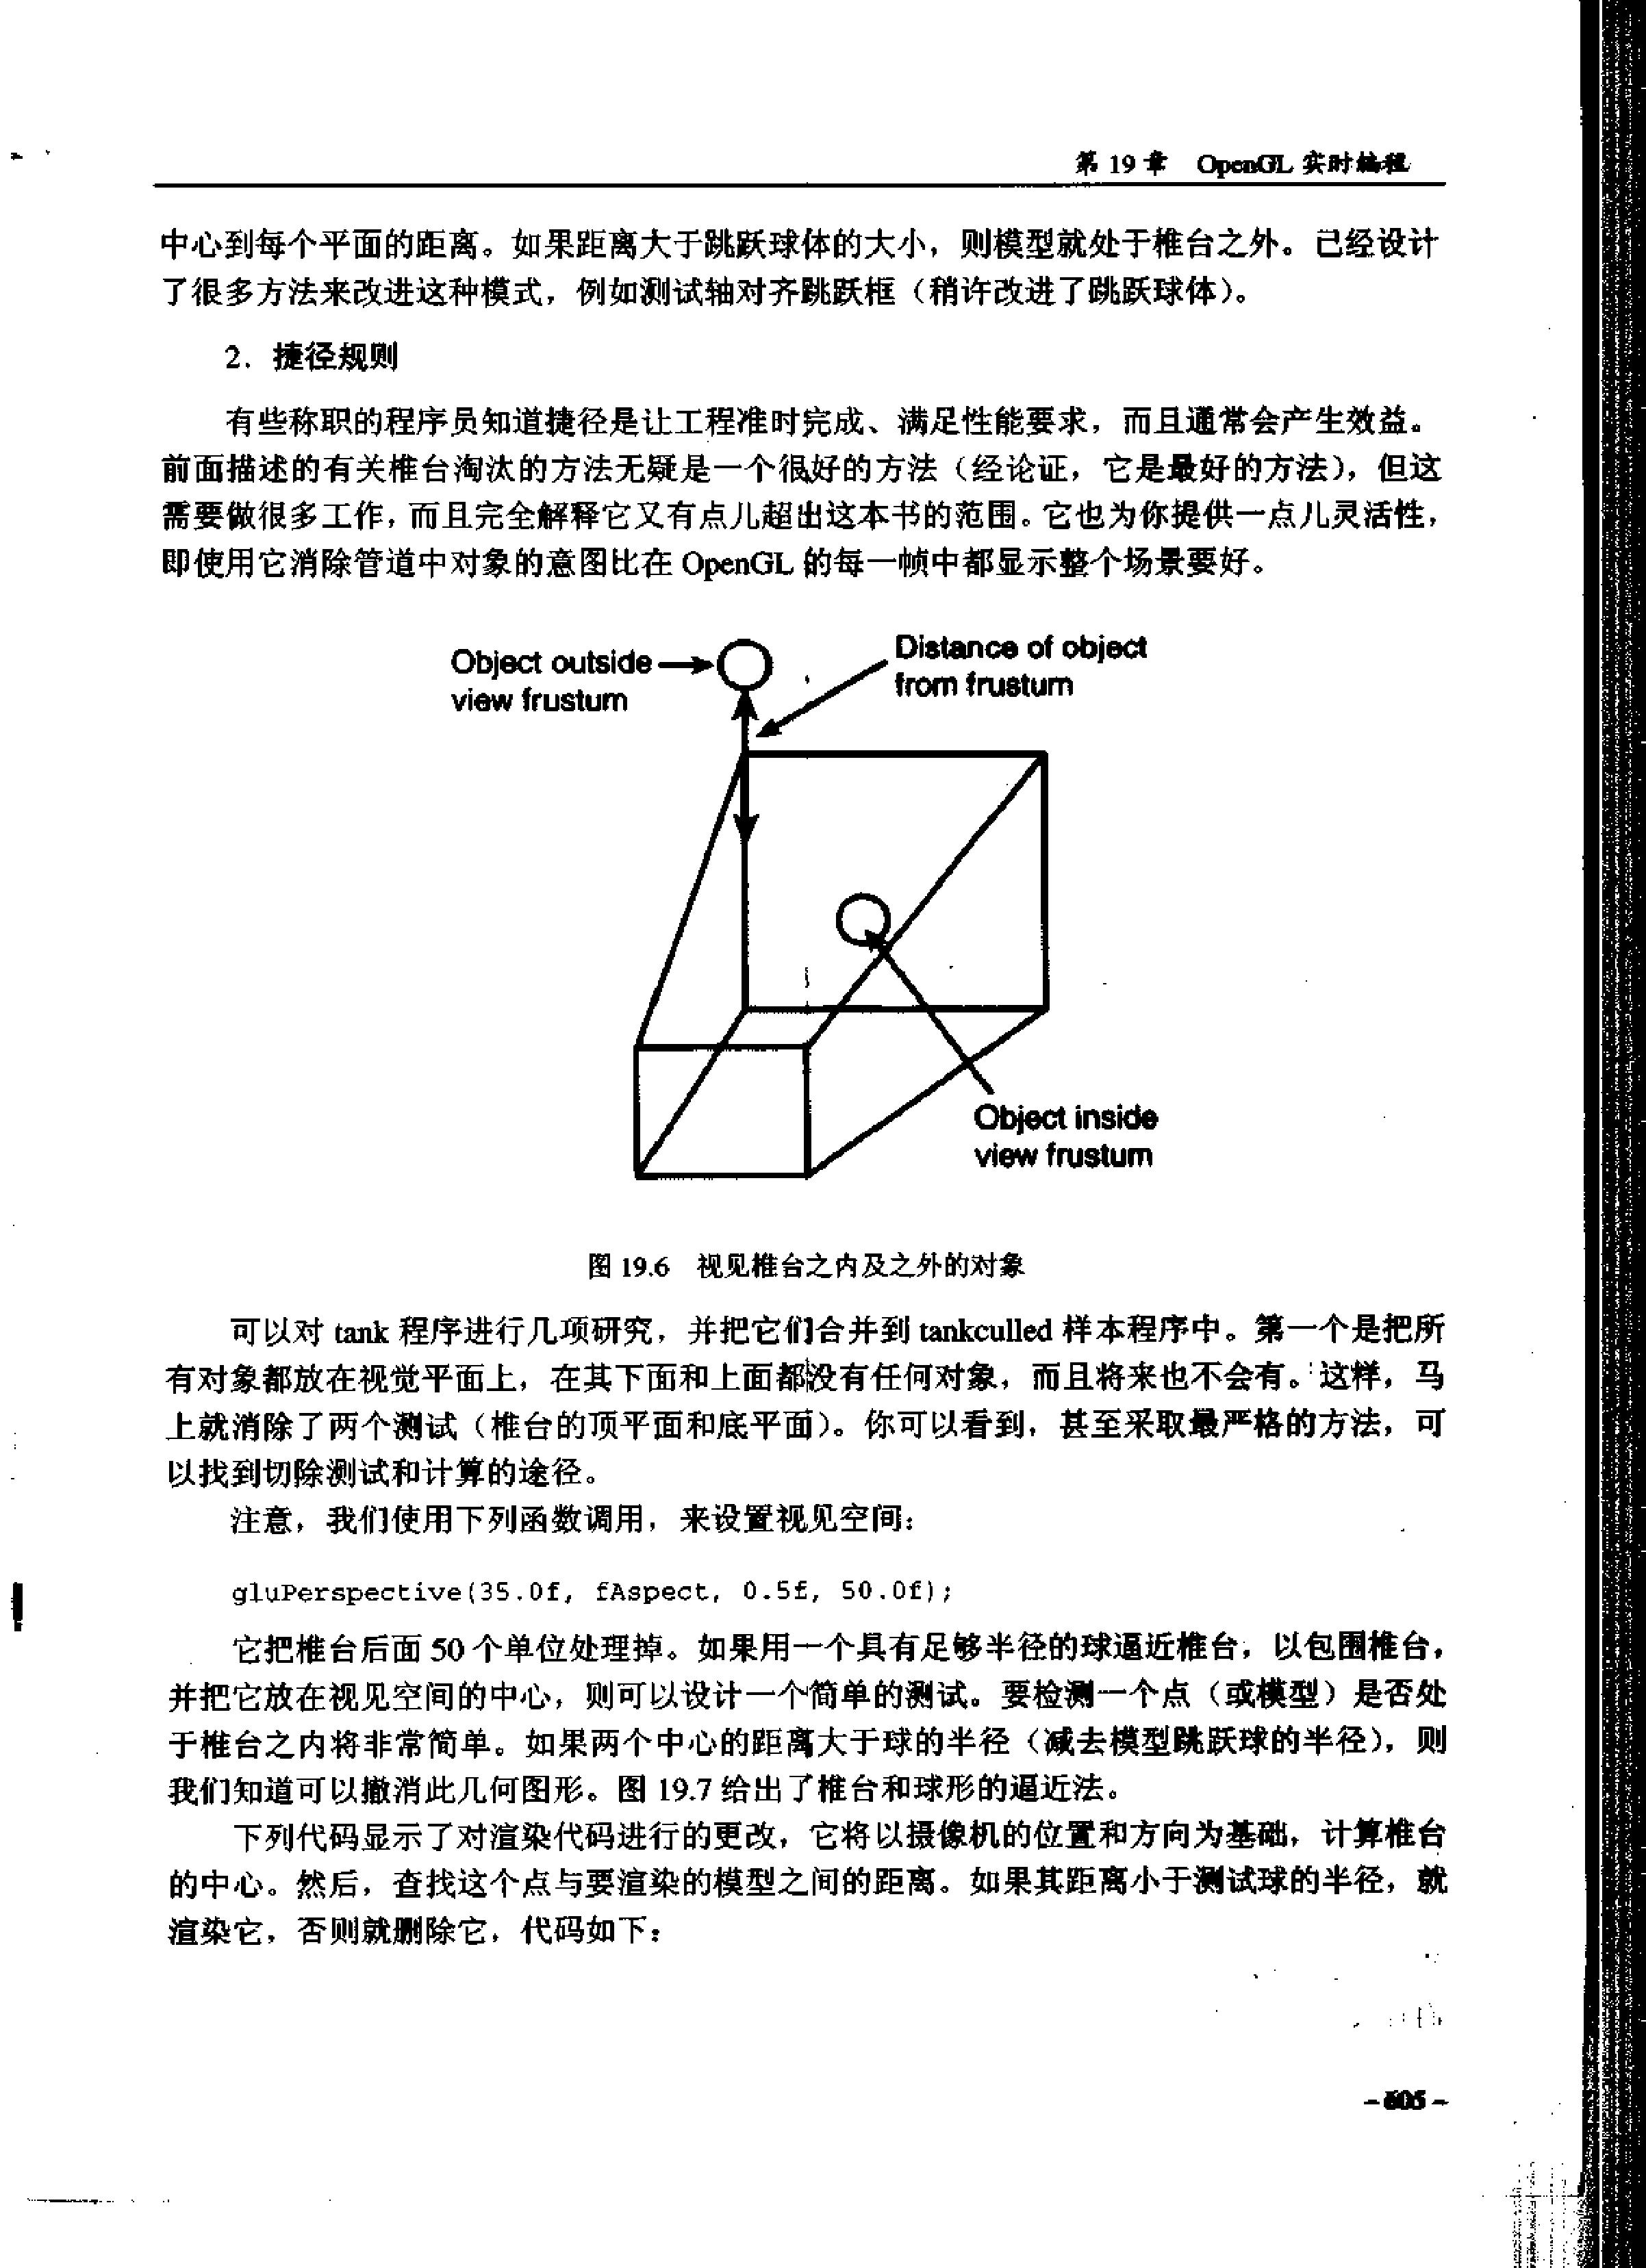 第 19 章 OpenGL 实时编程
中心到每个平面的距离。如果距离大于跳跃球体的大小，则模型就处于椎台之外。已经设计
了很多方法来改进这种模式，例如测试轴对齐跳跃框（稍许改进了跳跃球体）。
2．捷径规则
有些称职的程序员知道捷径是让工程准时完成、满足性能要求，而且通常会产生效益。
前面描述的有关椎台淘汰的方法无疑是一个很好的方法（经论证，它是最好的方法），但这
需要做很多工作，而且完全解释它又有点儿超出这本书的范围。它也为你提供一点儿灵活性，
即使用它消除管道中对象的意图比在 OpenGL 的每一帧中都显示整个场景要好。
Object outside
view frustum
Distance of object
from frustum
Object inside
view frustum
图 19.6 视见椎台之内及之外的对象
可以对 tank 程序进行几项研究，并把它们合并到 tankculled 样本程序中。第一个是把所
有对象都放在视觉平面上，在其下面和上面都没有任何对象，而且将来也不会有。这样，马
上就消除了两个测试（椎台的顶平面和底平面）。你可以看到，甚至采取最严格的方法，可
以找到切除测试和计算的途径。
注意，我们使用下列函数调用，来设置视见空间：
gluPerspective(35.0f, fAspect, 0.5f, 50.0f);
它把椎台后面 50 个单位处理掉。如果用一个具有足够半径的球逼近椎台，以包围椎台，
并把它放在视见空间的中心，则可以设计一个简单的测试。要检测一个点（或模型）是否处
于椎台之内将非常简单。如果两个中心的距离大于球的半径（减去模型跳跃球的半径），则
我们知道可以撤消此几何图形。图 19.7 给出了椎台和球形的逼近法。
下列代码显示了对渲染代码进行的更改，它将以摄像机的位置和方向为基础，计算椎台
的中心。然后，查找这个点与要渲染的模型之间的距离。如果其距离小于测试球的半径，就
渲染它，否则就删除它，代码如下：
- 605 -